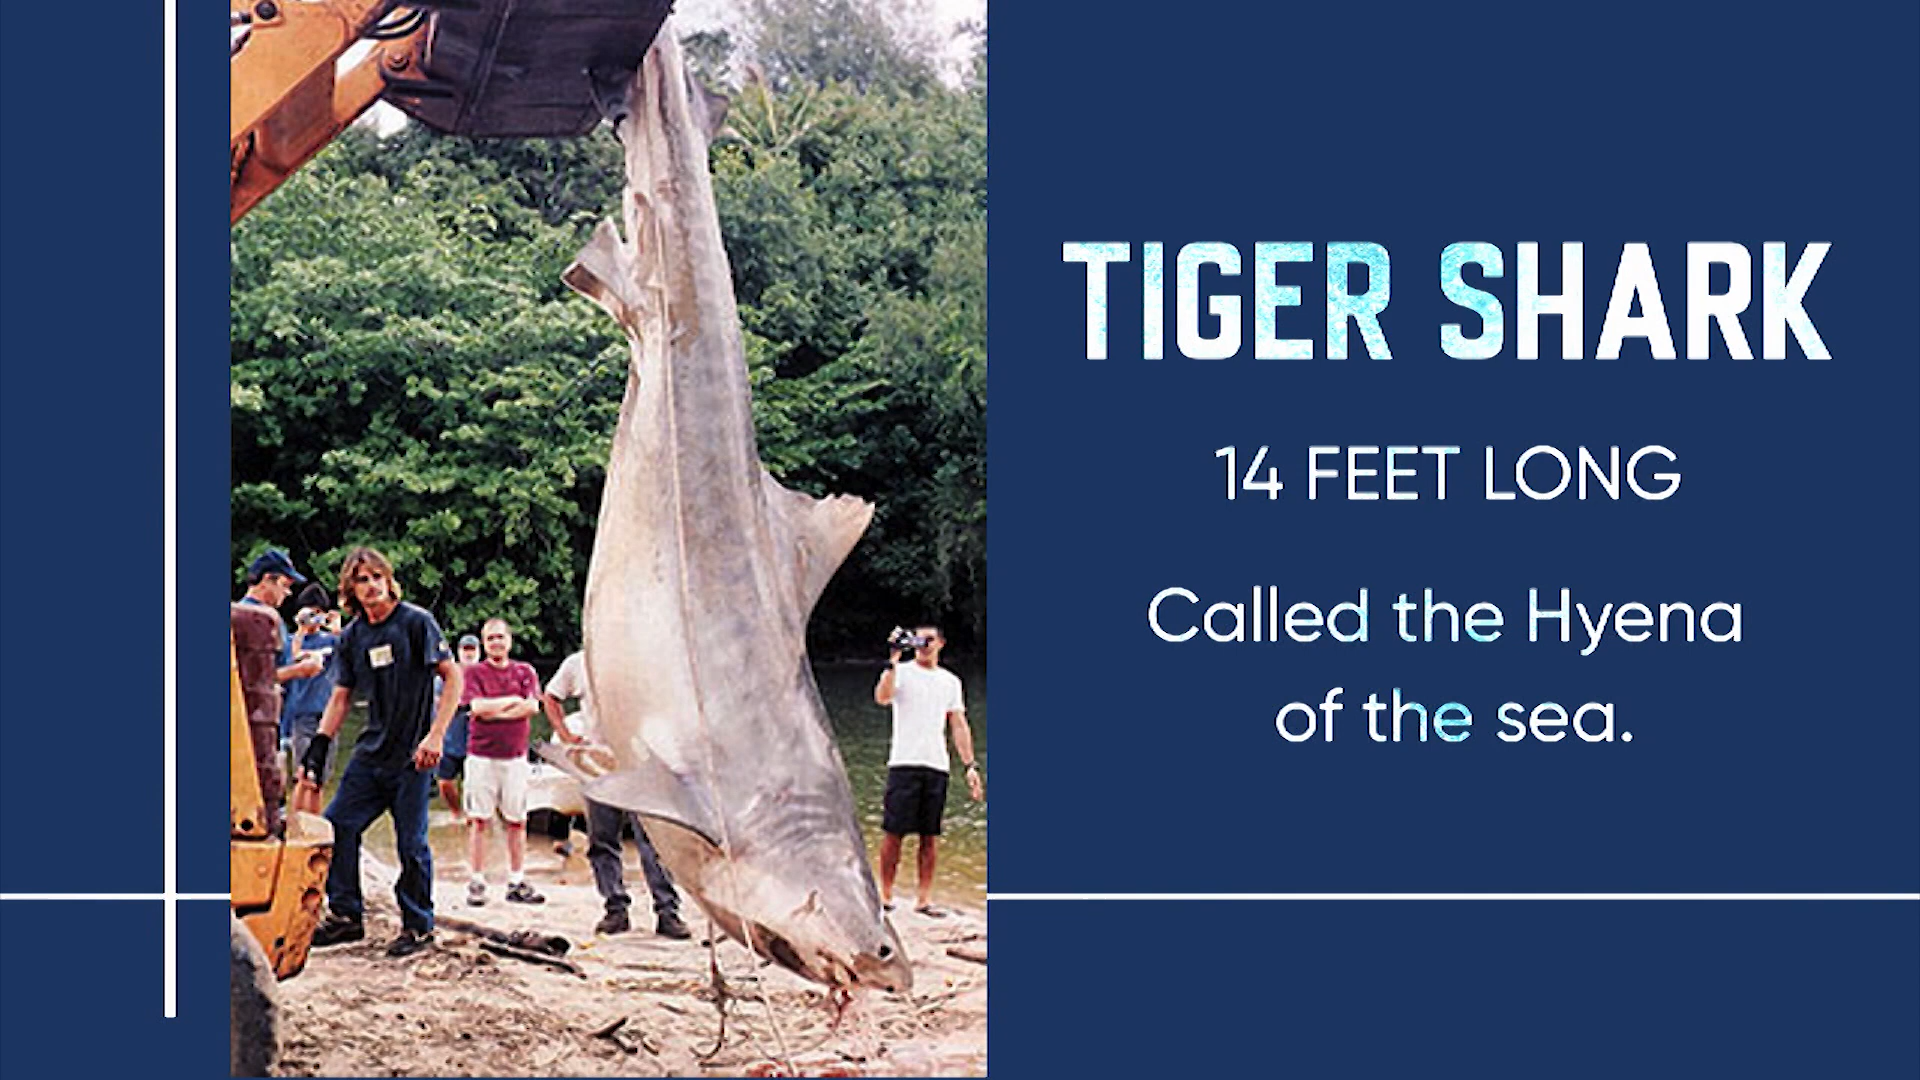 TIGER SHARK
14 FEET LONG
Called the Hyena
of the sea.